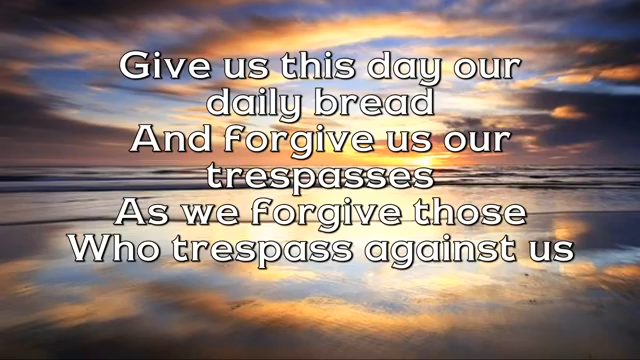 Give us this day our
daily bread
And forgive us our
trespasses
As we forgive those
Who trespass against us